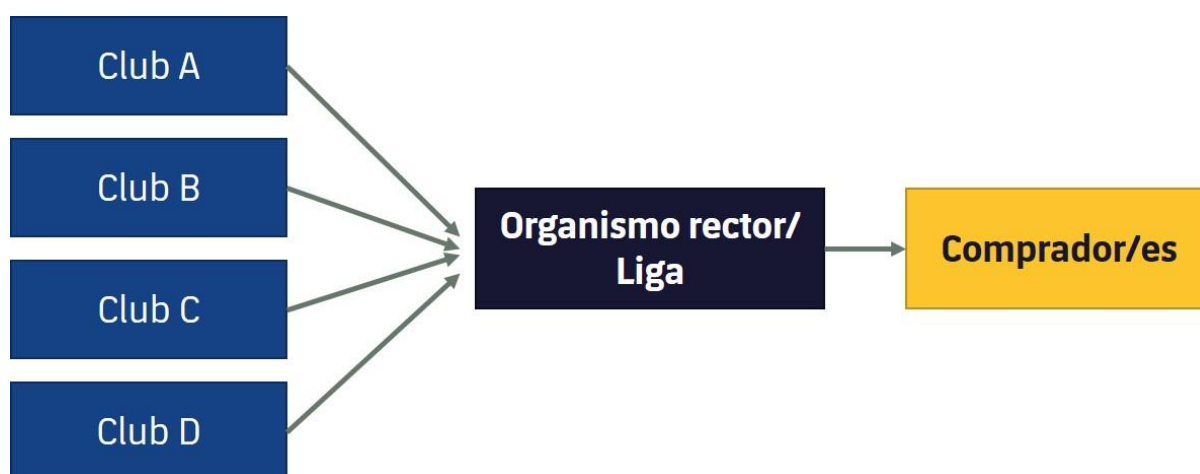 Club A
Club B
Club C
Club D
Organismo rector/
Liga
Comprador/es